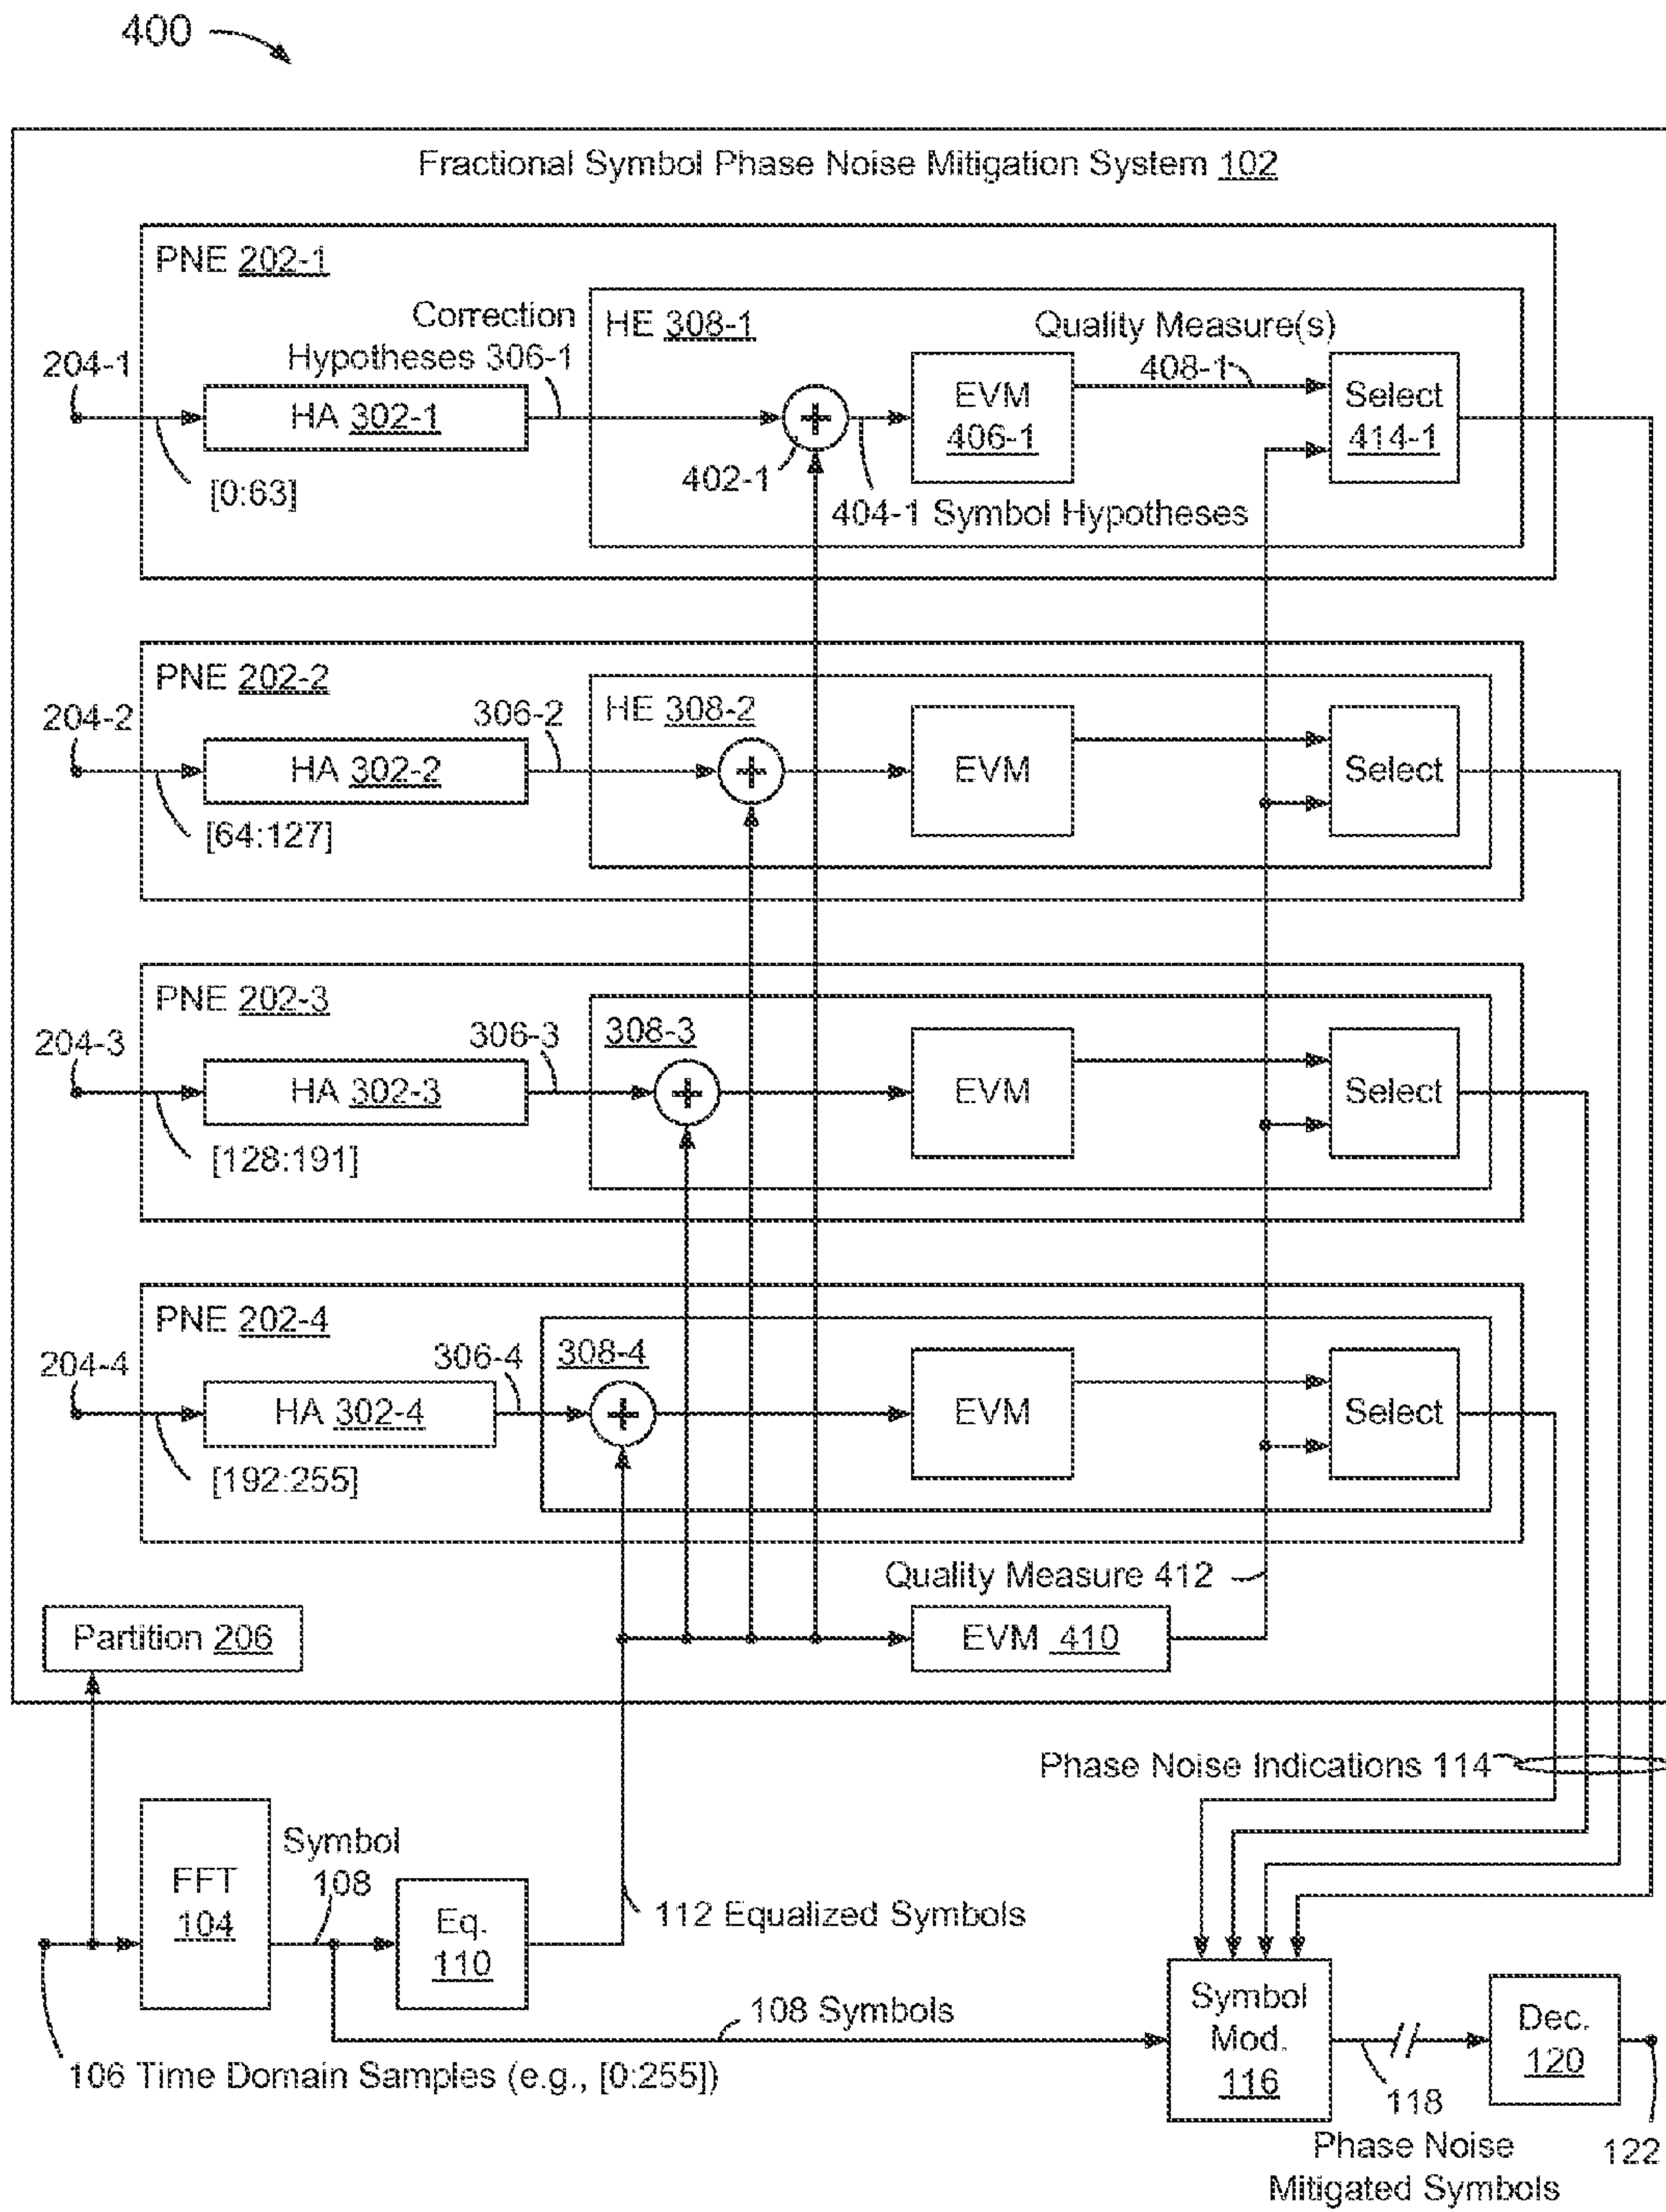 400
Fractional Symbol Phase Noise Mitigation System 102
PNE 202-1
Correction
Hypotheses 306-1
HE 308-1
Quality Measure(s)
408-1
204-1
HA 302-1
+
EVM
406-1
Select
414-1
402-1
[0:63]
404-1 Symbol Hypotheses
PNE 202-2
204-2
306-2
HE 308-2
HA 302-2
+
EVM
Select
[64:127]
PNE 202-3
204-3
306-3
308-3
HA 302-3
+
EVM
Select
[128:191]
PNE 202-4
204-4
306-4
308-4
HA 302-4
+
EVM
Select
[192:255]
Quality Measure 412
Partition 206
EVM 410
Phase Noise Indications 114
FFT
104
Symbol
108
Eq.
110
112 Equalized Symbols
108 Symbols
Symbol
Mod.
116
Dec.
120
106 Time Domain Samples (e.g., [0:255])
118
Phase Noise
Mitigated Symbols
122